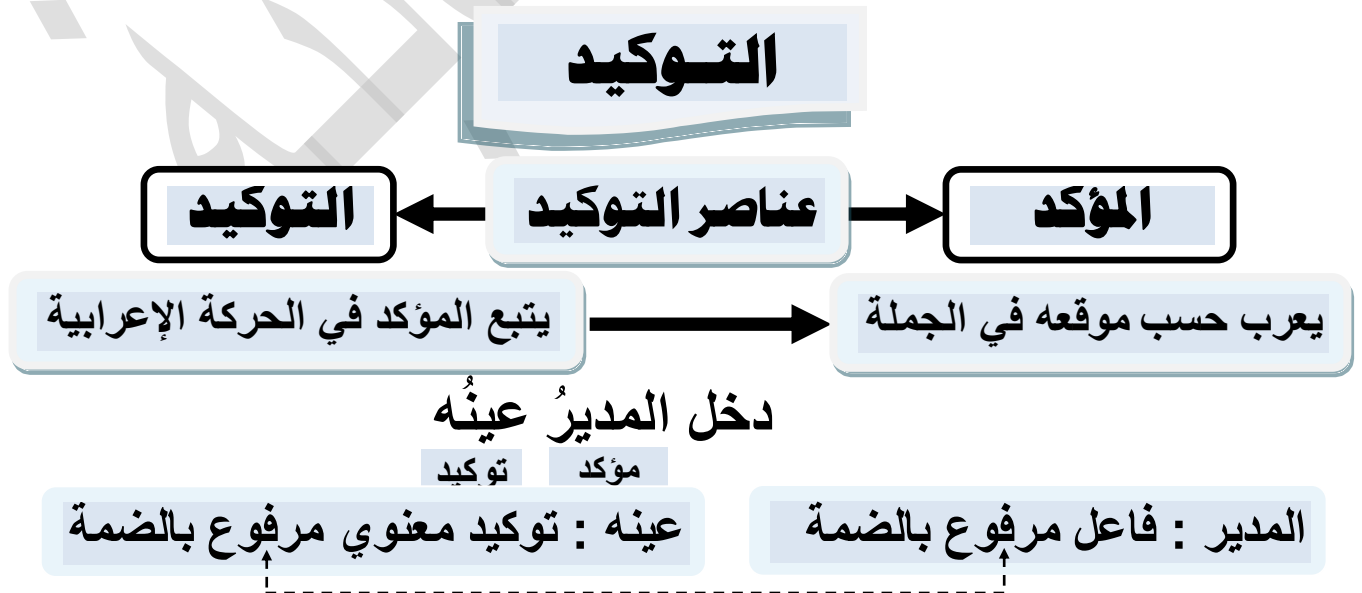 التـوكيد
المؤكد
عناصر التوكيد
التوكيد
يعرب حسب موقعه في الجملة
يتبع المؤكد في الحركة الإعرابية
دخل المديرُ عينُه
مؤكد
توكيد
المدير : فاعل مرفوع بالضمة
عينه : توكيد معنوي مرفوع بالضمة